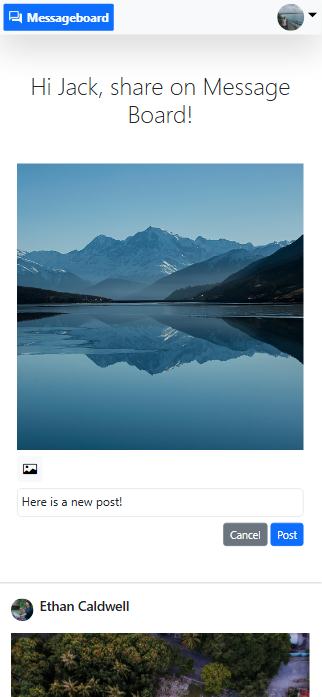 Messageboard
Hi Jack, share on Message
Board!
Here is a new post!
Cancel Post
Ethan Caldwell